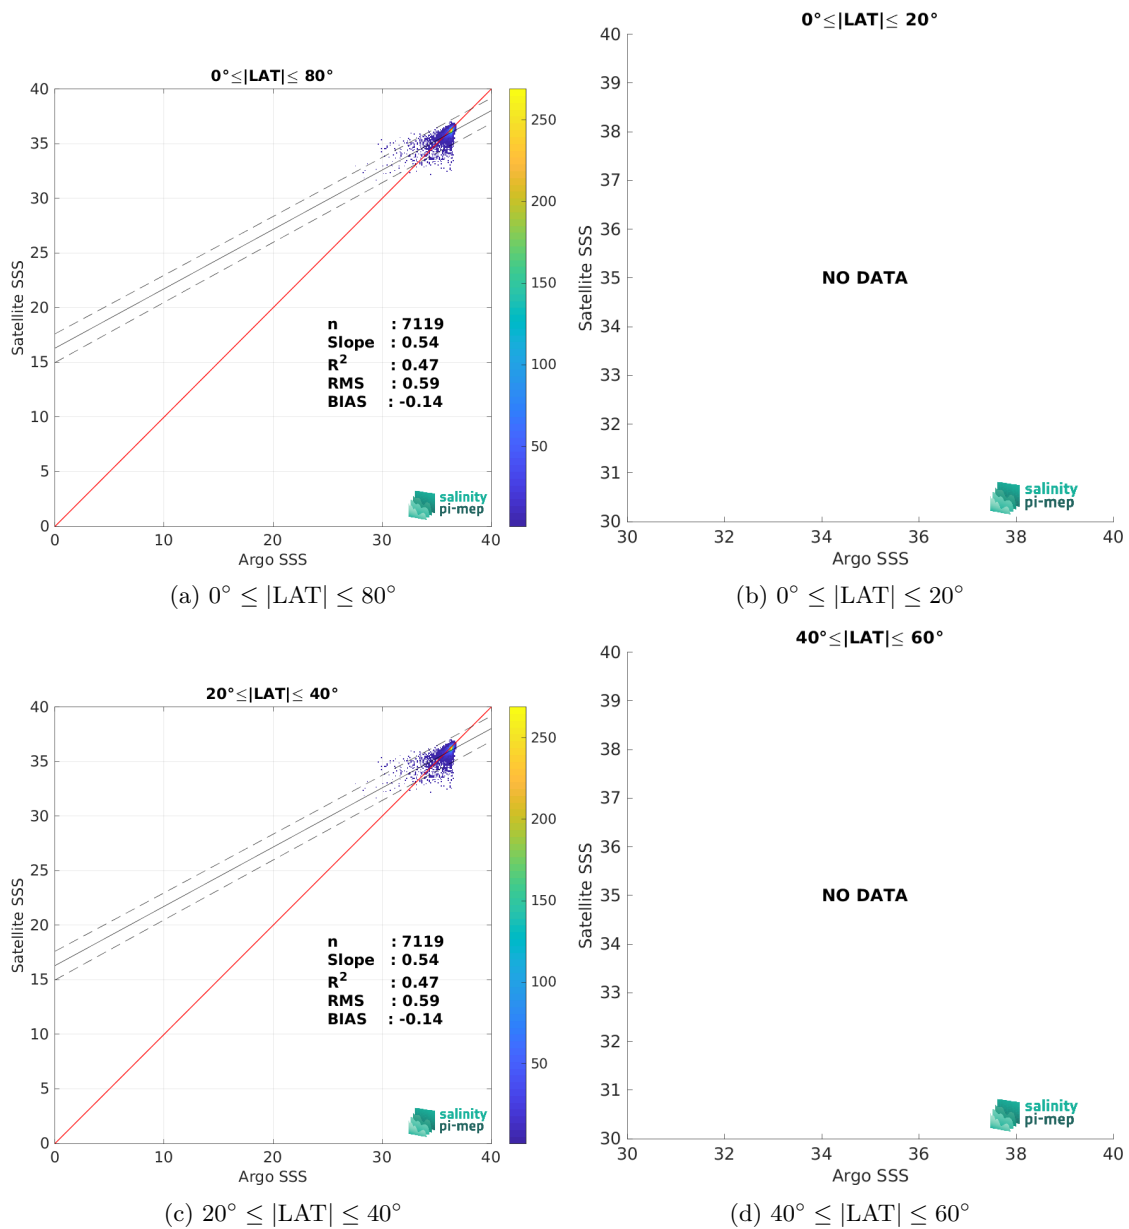 0°≤|LAT|≤ 80°
Satellite SSS
40
35
30
25
20
15
10
5
0
0 10 20 30 40
Argo SSS
n : 7119
Slope : 0.54
R² : 0.47
RMS : 0.59
BIAS : -0.14
salinity
pi-mep
250
200
150
100
50
(a) 0° ≤ |LAT| ≤ 80°
0°≤|LAT|≤ 20°
Satellite SSS
40
39
38
37
36
35
34
33
32
31
30
30 32 34 36 38 40
Argo SSS
NO DATA
salinity
pi-mep
(b) 0° ≤ |LAT| ≤ 20°
20°≤|LAT|≤ 40°
Satellite SSS
40
35
30
25
20
15
10
5
0
0 10 20 30 40
Argo SSS
n : 7119
Slope : 0.54
R² : 0.47
RMS : 0.59
BIAS : -0.14
salinity
pi-mep
250
200
150
100
50
(c) 20° ≤ |LAT| ≤ 40°
40°≤|LAT|≤ 60°
Satellite SSS
40
39
38
37
36
35
34
33
32
31
30
30 32 34 36 38 40
Argo SSS
NO DATA
salinity
pi-mep
(d) 40° ≤ |LAT| ≤ 60°